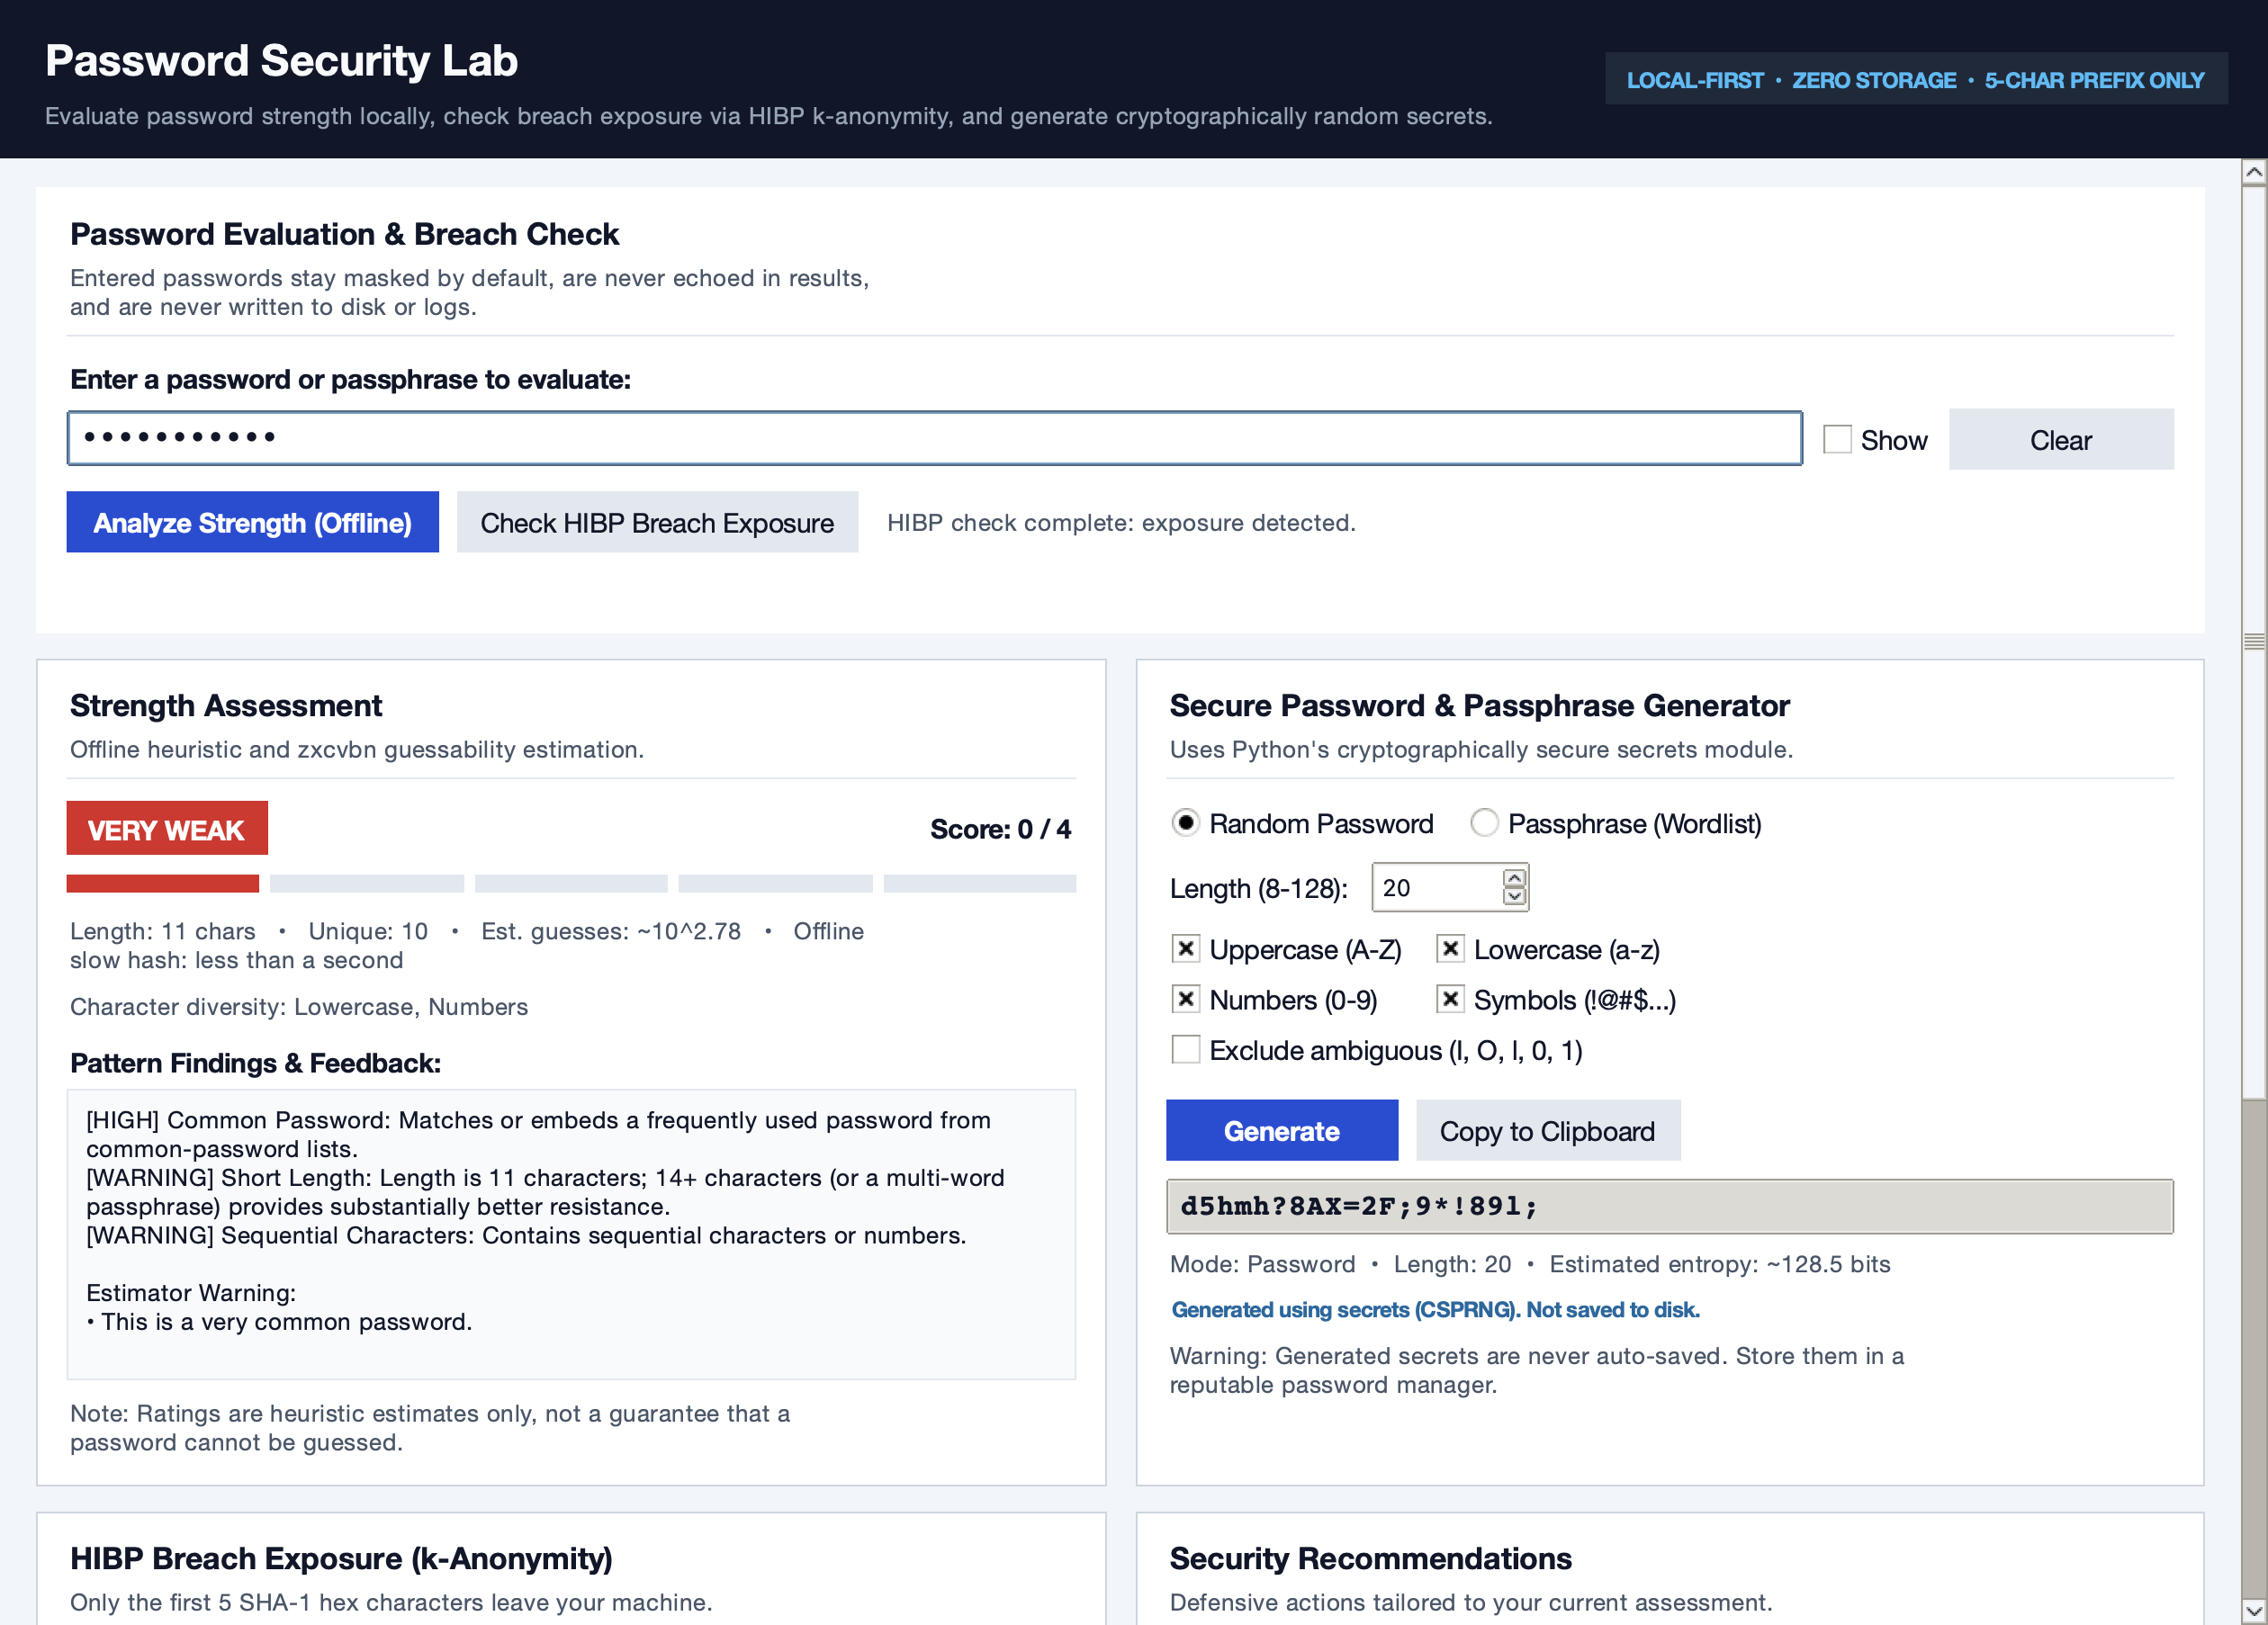 Password Security Lab
Evaluate password strength locally, check breach exposure via HIBP k-anonymity, and generate cryptographically random secrets.
LOCAL-FIRST • ZERO STORAGE • 5-CHAR PREFIX ONLY
Password Evaluation & Breach Check
Entered passwords stay masked by default, are never echoed in results,
and are never written to disk or logs.
Enter a password or passphrase to evaluate:
•••••••••••
Show
Clear
Analyze Strength (Offline)
Check HIBP Breach Exposure
HIBP check complete: exposure detected.
Strength Assessment
Offline heuristic and zxcvbn guessability estimation.
VERY WEAK
Score: 0 / 4
Length: 11 chars • Unique: 10 • Est. guesses: ~10^2.78 • Offline
slow hash: less than a second
Character diversity: Lowercase, Numbers
Pattern Findings & Feedback:
[HIGH] Common Password: Matches or embeds a frequently used password from
common-password lists.
[WARNING] Short Length: Length is 11 characters; 14+ characters (or a multi-word
passphrase) provides substantially better resistance.
[WARNING] Sequential Characters: Contains sequential characters or numbers.
Estimator Warning:
• This is a very common password.
Note: Ratings are heuristic estimates only, not a guarantee that a
password cannot be guessed.
Secure Password & Passphrase Generator
Uses Python's cryptographically secure secrets module.
Random Password
Passphrase (Wordlist)
Length (8-128): 20
Uppercase (A-Z)
Lowercase (a-z)
Numbers (0-9)
Symbols (!@#$...)
Exclude ambiguous (I, O, l, 0, 1)
Generate
Copy to Clipboard
d5hmh?8AX=2F;9*!89l;
Mode: Password • Length: 20 • Estimated entropy: ~128.5 bits
Generated using secrets (CSPRNG). Not saved to disk.
Warning: Generated secrets are never auto-saved. Store them in a
reputable password manager.
HIBP Breach Exposure (k-Anonymity)
Only the first 5 SHA-1 hex characters leave your machine.
Security Recommendations
Defensive actions tailored to your current assessment.